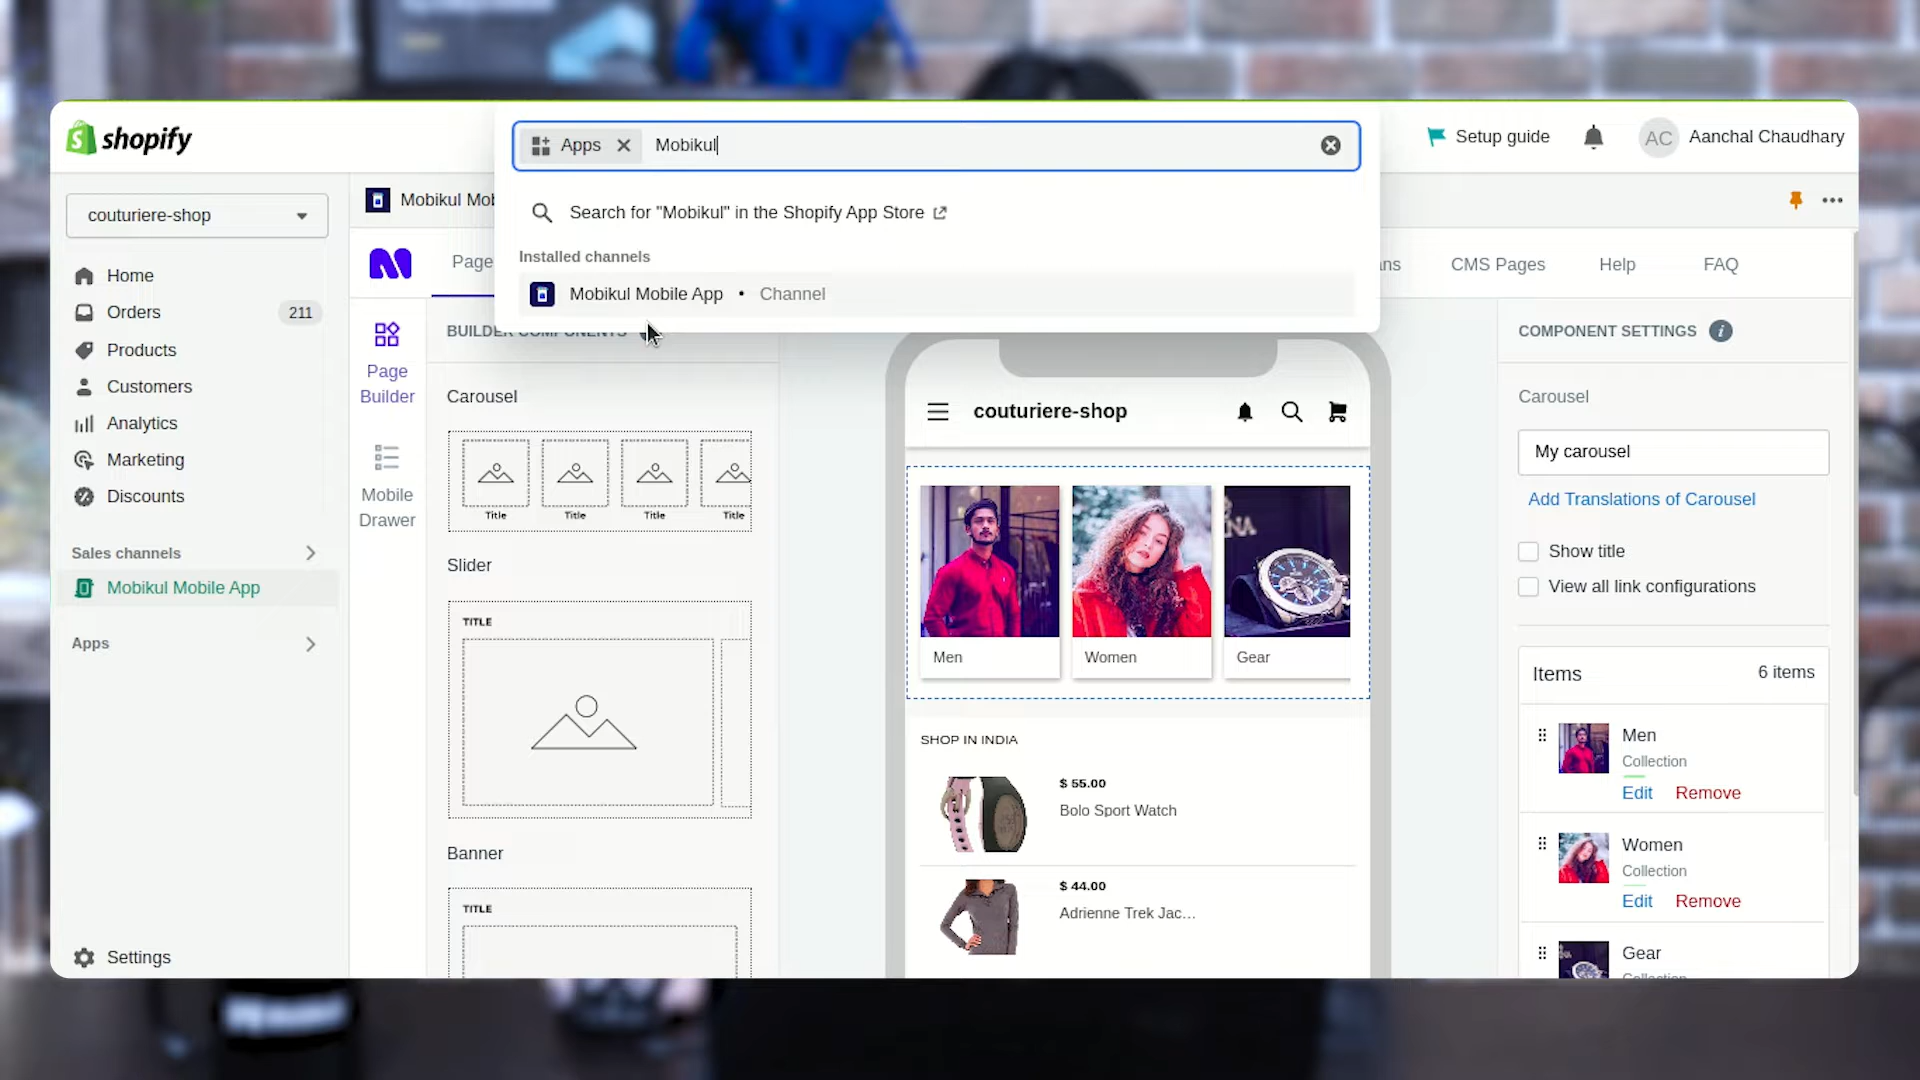 shopify
Apps
Mobikul
Setup guide
AC
Aanchal Chaudhary
couturiere-shop
Search for "Mobikul" in the Shopify App Store
Installed channels
Mobikul Mobile App • Channel
Home
Orders
211
Products
Customers
Analytics
Marketing
Discounts
Sales channels
Mobikul Mobile App
Apps
Settings
Mobikul Mob
Page
ns
CMS Pages
Help
FAQ
Page
Builder
Mobile
Drawer
BUILDER COMPONENTS
Carousel
Title
Title
Title
Title
Slider
TITLE
Banner
TITLE
couturiere-shop
Men
Women
Gear
SHOP IN INDIA
$ 55.00
Bolo Sport Watch
$ 44.00
Adrienne Trek Jac...
COMPONENT SETTINGS
Carousel
My carousel
Add Translations of Carousel
Show title
View all link configurations
Items
6 items
Men
Collection
Edit Remove
Women
Collection
Edit Remove
Gear
Collection